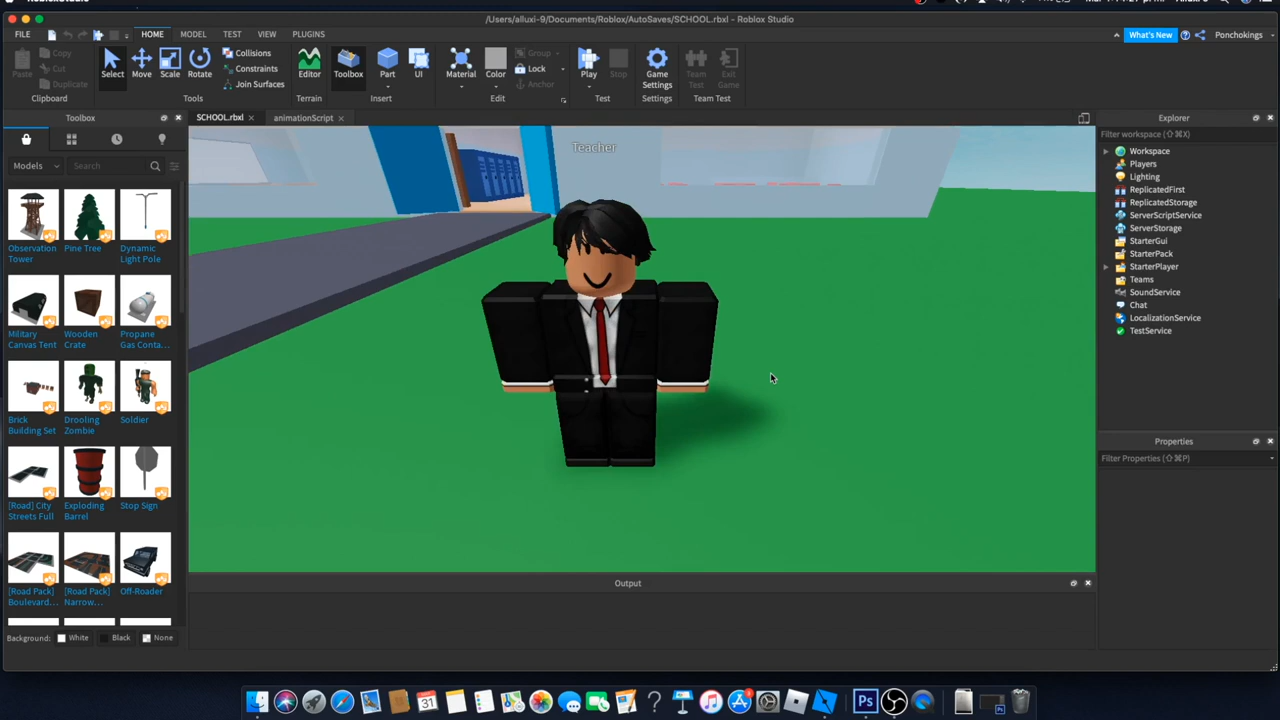 /Users/alluxi-9/Documents/Roblox/AutoSaves/SCHOOL.rbxl - Roblox Studio
FILE HOME MODEL TEST VIEW PLUGINS What's New Ponchokings
Paste Copy Cut Duplicate Select Move Scale Rotate Collisions Constraints Join Surfaces Editor Toolbox Part UI Material Color Group Lock Anchor Play Stop Game Settings Team Test Exit Game
Clipboard Tools Terrain Insert Edit Test Settings Team Test
Toolbox SCHOOL.rbxl animationScript Explorer
Filter workspace (⇧⌘X)
Models Search
Teacher
Workspace
Players
Lighting
ReplicatedFirst
ReplicatedStorage
ServerScriptService
ServerStorage
StarterGui
StarterPack
StarterPlayer
Teams
SoundService
Chat
LocalizationService
TestService
Observation Tower
Pine Tree
Dynamic Light Pole
Military Canvas Tent
Wooden Crate
Propane Gas Conta...
Brick Building Set
Drooling Zombie
Soldier
[Road] City Streets Full
Exploding Barrel
Stop Sign
[Road Pack] Boulevard...
[Road Pack] Narrow...
Off-Roader
Background: White Black None
Properties
Filter Properties (⇧⌘P)
Output
31
Ps
Ps